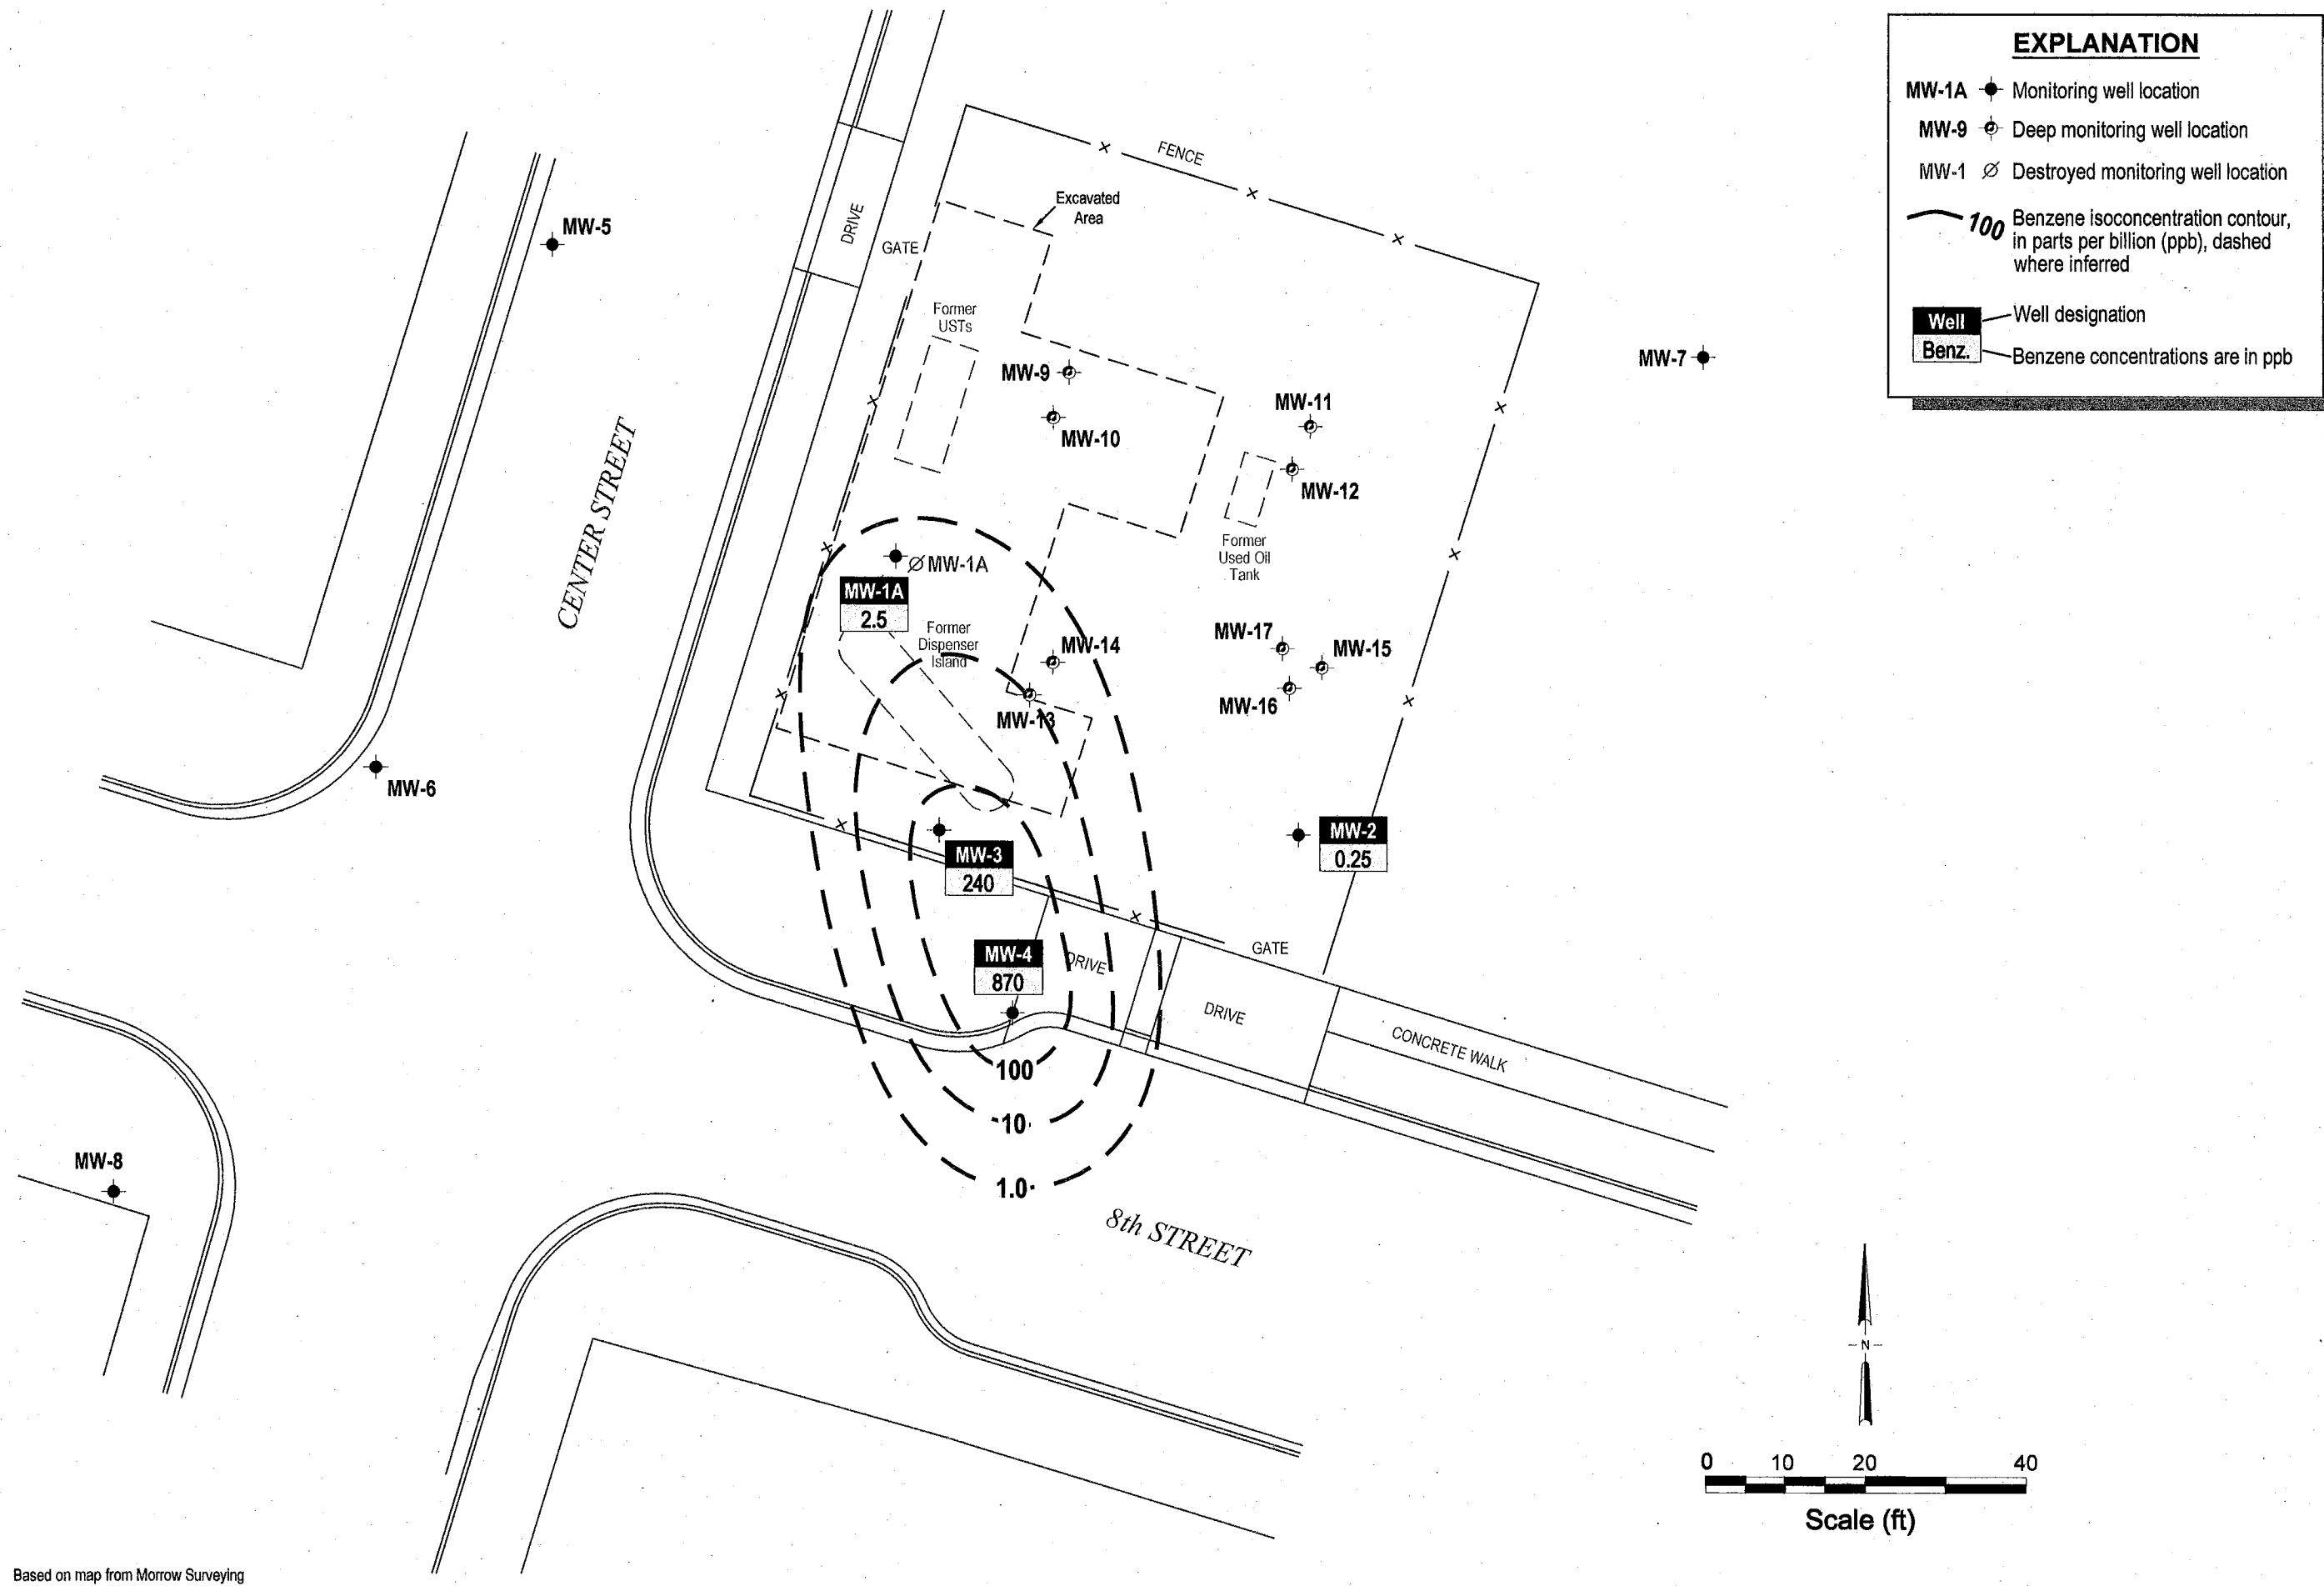 EXPLANATION
MW-1A Monitoring well location
MW-9 Deep monitoring well location
MW-1 Destroyed monitoring well location
100 Benzene isoconcentration contour,
in parts per billion (ppb), dashed
where inferred
Well Well designation
Benz. Benzene concentrations are in ppb
FENCE
Excavated
Area
DRIVE
GATE
MW-5
Former
USTs
MW-7
MW-9
MW-10
MW-11
MW-12
CENTER STREET
Former
Used Oil
Tank
MW-1A
MW-1A
2.5
Former
Dispenser
Island
MW-14
MW-13
MW-17
MW-15
MW-16
MW-6
MW-2
0.25
MW-3
240
MW-4
870
DRIVE
GATE
DRIVE
CONCRETE WALK
100
10
1.0
MW-8
8th STREET
N
0 10 20 40
Scale (ft)
Based on map from Morrow Surveying